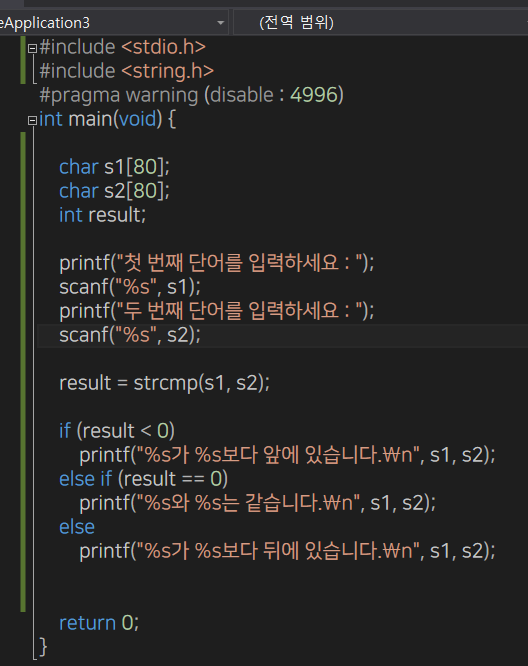 eApplication3 (전역 범위)
#include <stdio.h>
#include <string.h>
#pragma warning (disable : 4996)
int main(void) {
char s1[80];
char s2[80];
int result;
printf("첫 번째 단어를 입력하세요 : ");
scanf("%s", s1);
printf("두 번째 단어를 입력하세요 : ");
scanf("%s", s2);
result = strcmp(s1, s2);
if (result < 0)
printf("%s가 %s보다 앞에 있습니다.₩n", s1, s2);
else if (result == 0)
printf("%s와 %s는 같습니다.₩n", s1, s2);
else
printf("%s가 %s보다 뒤에 있습니다.₩n", s1, s2);
return 0;
}